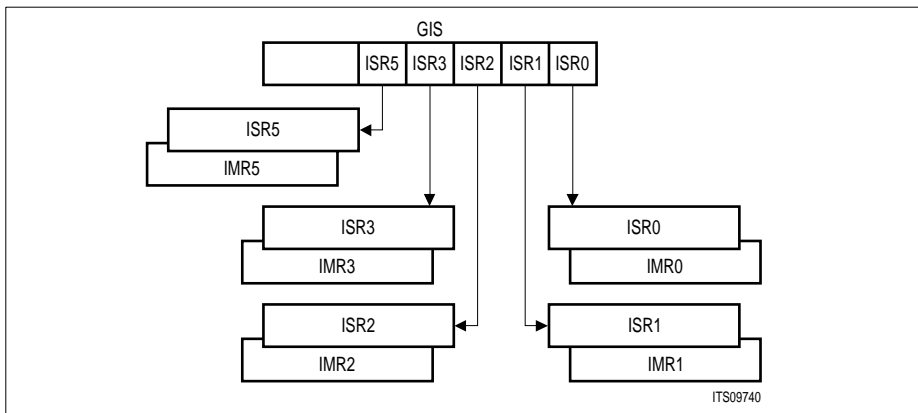 GIS
ISR5 ISR3 ISR2 ISR1 ISR0
ISR5
IMR5
ISR3
IMR3
ISR0
IMR0
ISR2
IMR2
ISR1
IMR1
ITS09740